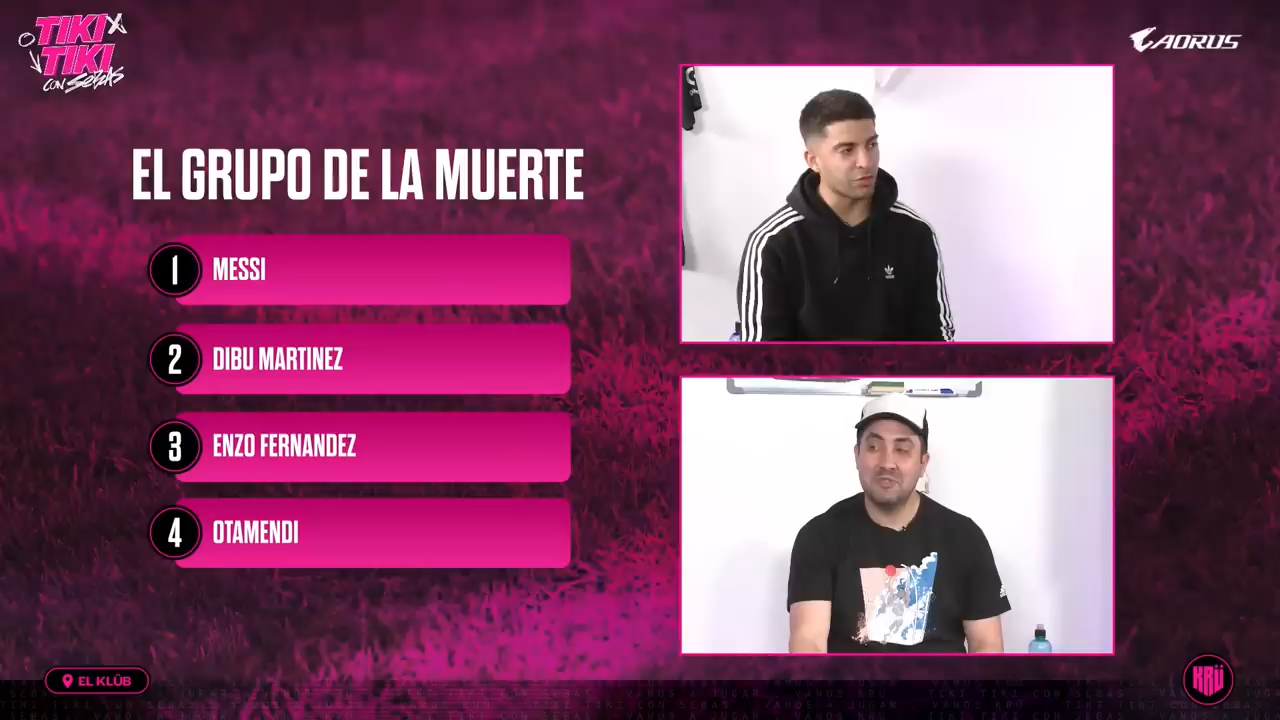 TIKI
TIKI
CON SEBAS
AORUS
EL GRUPO DE LA MUERTE
1 MESSI
2 DIBU MARTINEZ
3 ENZO FERNANDEZ
4 OTAMENDI
EL KLÜB
KRÜ